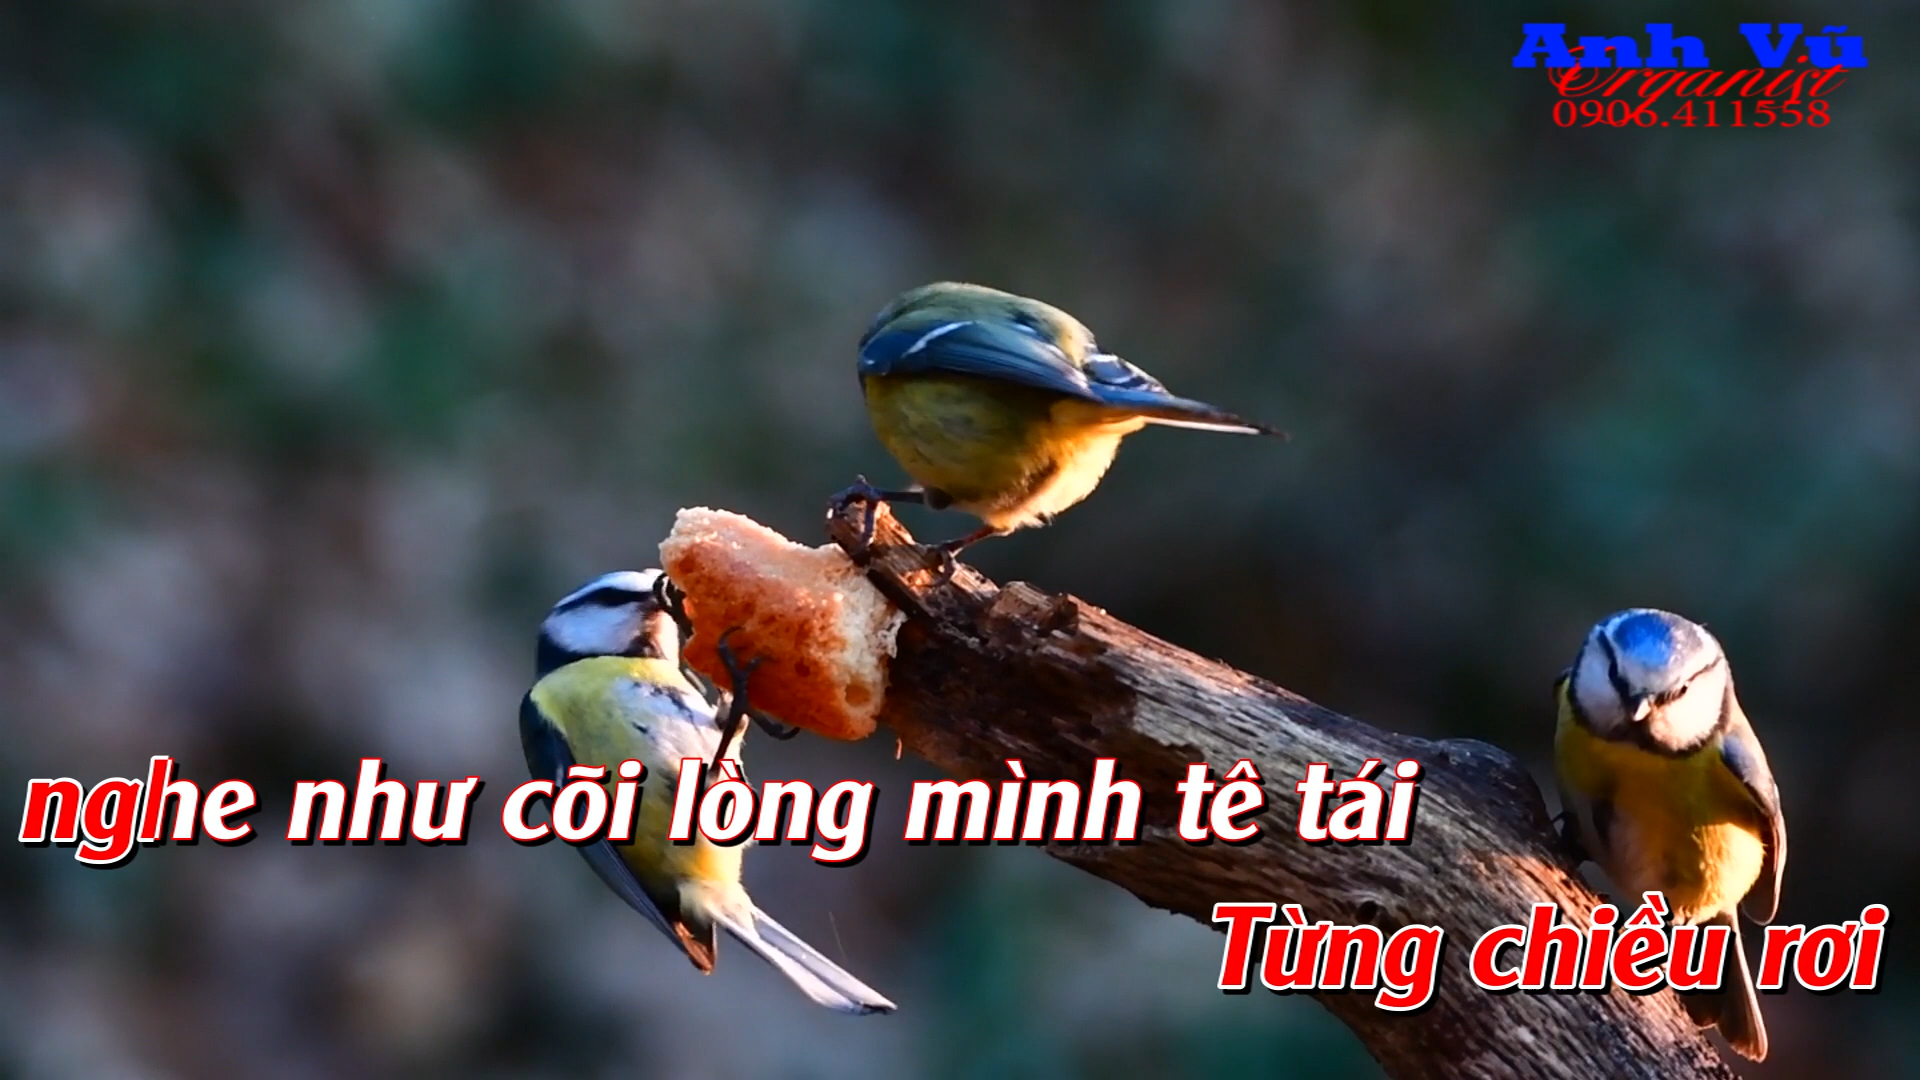 Anh Vũ
Organist
0906.411558
nghe như cõi lòng mình tê tái
Từng chiều rơi